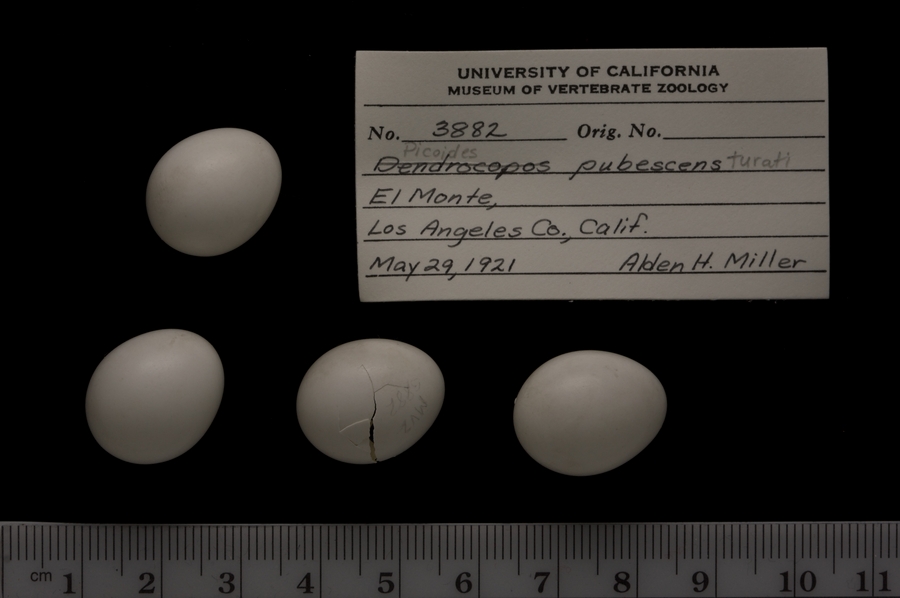 UNIVERSITY OF CALIFORNIA
MUSEUM OF VERTEBRATE ZOOLOGY
No. 3882 Orig. No.
Picoides
Dendrocopos pubescens turati
El Monte,
Los Angeles Co., Calif.
May 29, 1921 Alden H. Miller
MVZ
cm 1 2 3 4 5 6 7 8 9 10 11